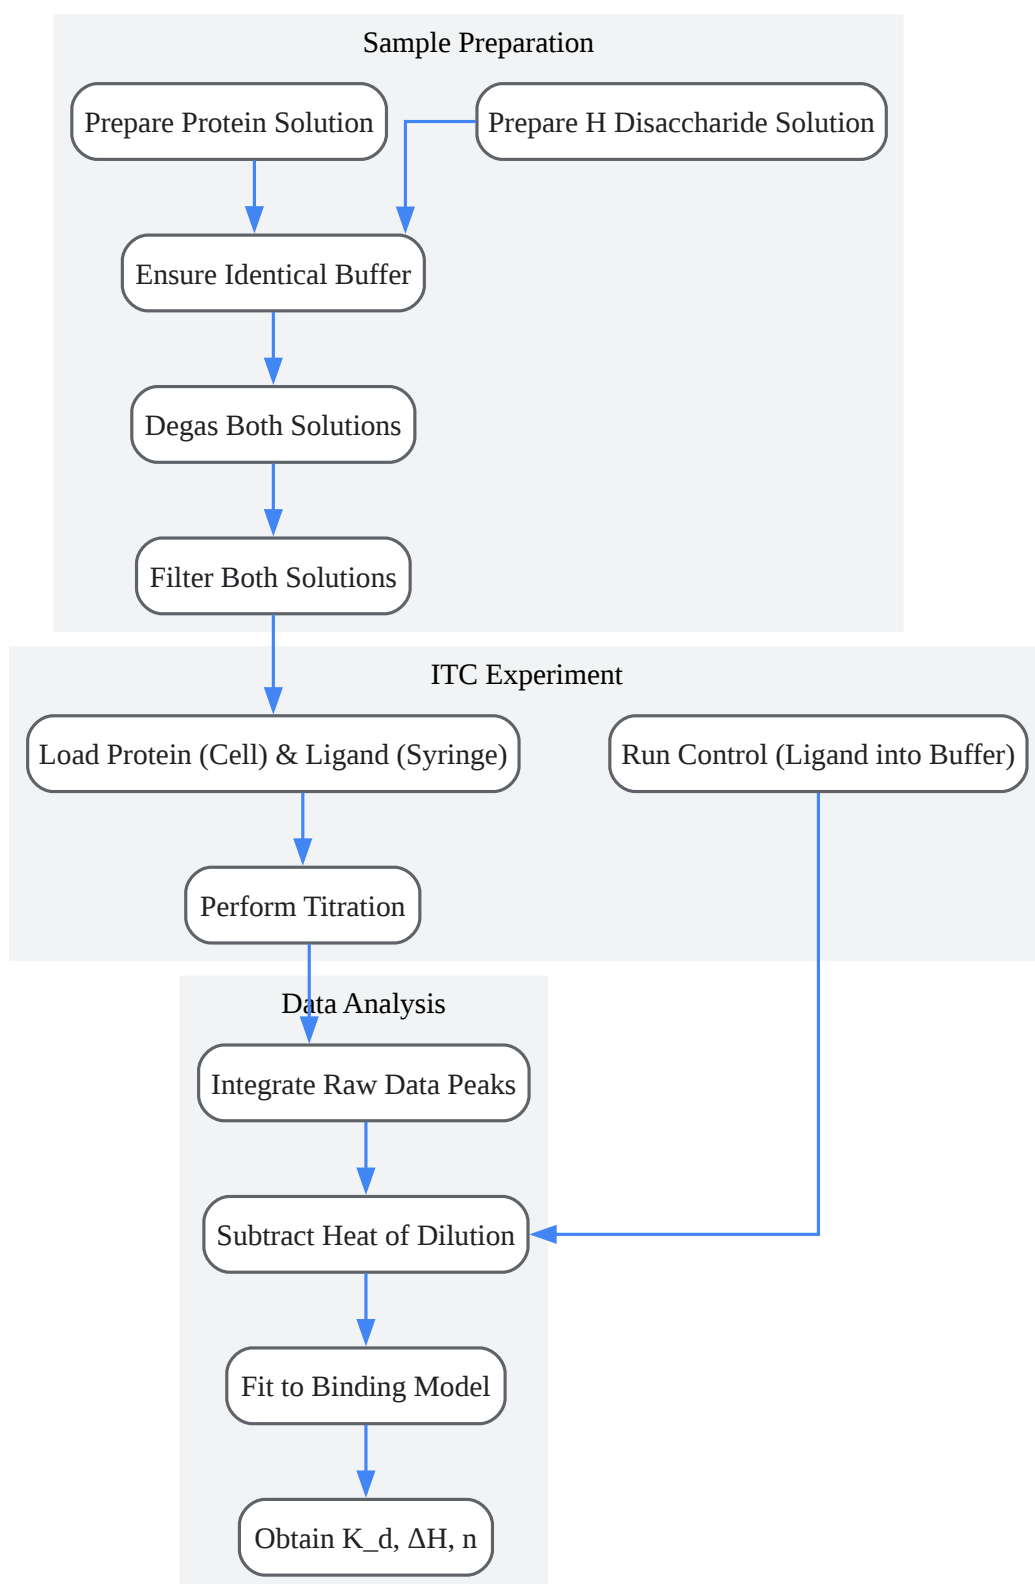 Sample Preparation
Prepare Protein Solution
Prepare H Disaccharide Solution
Ensure Identical Buffer
Degas Both Solutions
Filter Both Solutions
ITC Experiment
Load Protein (Cell) & Ligand (Syringe)
Run Control (Ligand into Buffer)
Perform Titration
Data Analysis
Integrate Raw Data Peaks
Subtract Heat of Dilution
Fit to Binding Model
Obtain K_d, ΔH, n